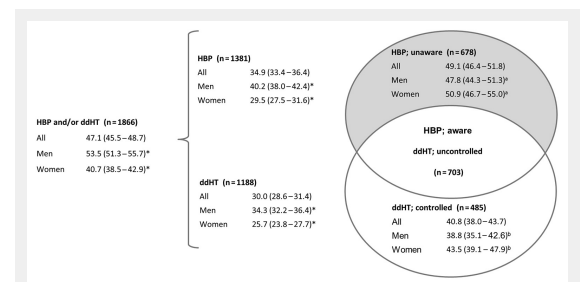 HBP and/or ddHT (n=1866)
All 47.1 (45.5–48.7)
Men 53.5 (51.3–55.7)*
Women 40.7 (38.5–42.9)*
HBP (n=1381)
All 34.9 (33.4–36.4)
Men 40.2 (38.0–42.4)*
Women 29.5 (27.5–31.6)*
ddHT (n=1188)
All 30.0 (28.6–31.4)
Men 34.3 (32.2–36.4)*
Women 25.7 (23.8–27.7)*
HBP; unaware (n=678)
All 49.1 (46.4–51.8)
Men 47.8 (44.3–51.3)ᵃ
Women 50.9 (46.7–55.0)ᵃ
HBP; aware
ddHT; uncontrolled
(n=703)
ddHT; controlled (n=485)
All 40.8 (38.0–43.7)
Men 38.8 (35.1–42.6)ᵇ
Women 43.5 (39.1–47.9)ᵇ